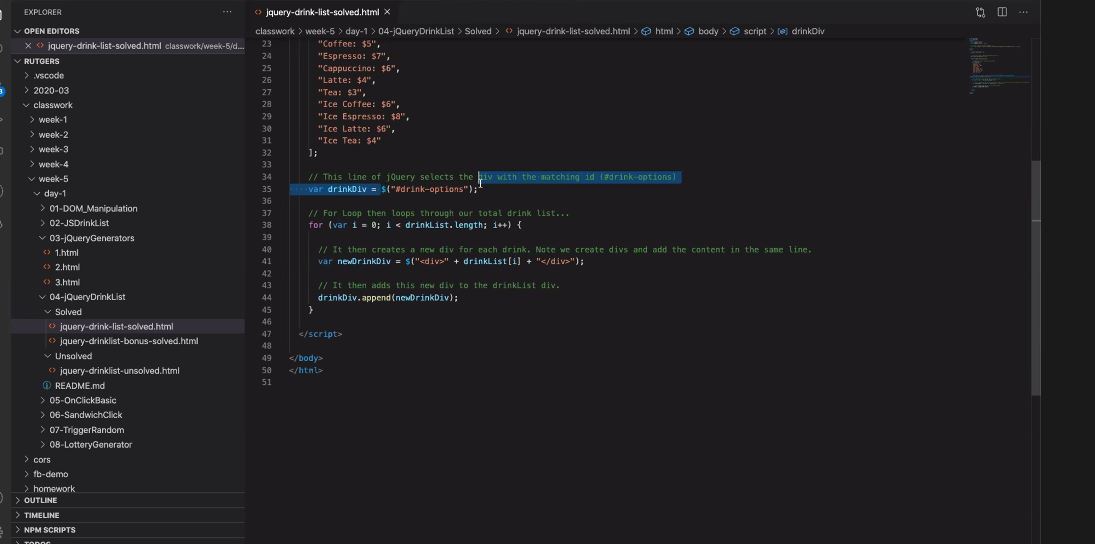 EXPLORER
···
OPEN EDITORS
jquery-drink-list-solved.html classwork/week-5/d...
RUTGERS
.vscode
2020-03
classwork
week-1
week-2
week-3
week-4
week-5
day-1
01-DOM_Manipulation
02-JSDrinkList
03-jQueryGenerators
1.html
2.html
3.html
04-jQueryDrinkList
Solved
jquery-drink-list-solved.html
jquery-drinklist-bonus-solved.html
Unsolved
jquery-drinklist-unsolved.html
README.md
05-OnClickBasic
06-SandwichClick
07-TriggerRandom
08-LotteryGenerator
cors
fb-demo
homework
OUTLINE
TIMELINE
NPM SCRIPTS
TODOS
jquery-drink-list-solved.html
classwork > week-5 > day-1 > 04-jQueryDrinkList > Solved > jquery-drink-list-solved.html > html > body > script > drinkDiv
23 "Coffee: $5",
24 "Espresso: $7",
25 "Cappuccino: $6",
26 "Latte: $4",
27 "Tea: $3",
28 "Ice Coffee: $6",
29 "Ice Espresso: $8",
30 "Ice Latte: $6",
31 "Ice Tea: $4"
32 ];
33
34 // This line of jQuery selects the div with the matching id (#drink-options)
35 var drinkDiv = $("#drink-options");
36
37 // For Loop then loops through our total drink list...
38 for (var i = 0; i < drinkList.length; i++) {
39
40 // It then creates a new div for each drink. Note we create divs and add the content in the same line.
41 var newDrinkDiv = $("<div>" + drinkList[i] + "</div>");
42
43 // It then adds this new div to the drinkList div.
44 drinkDiv.append(newDrinkDiv);
45 }
46
47 </script>
48
49 </body>
50 </html>
51